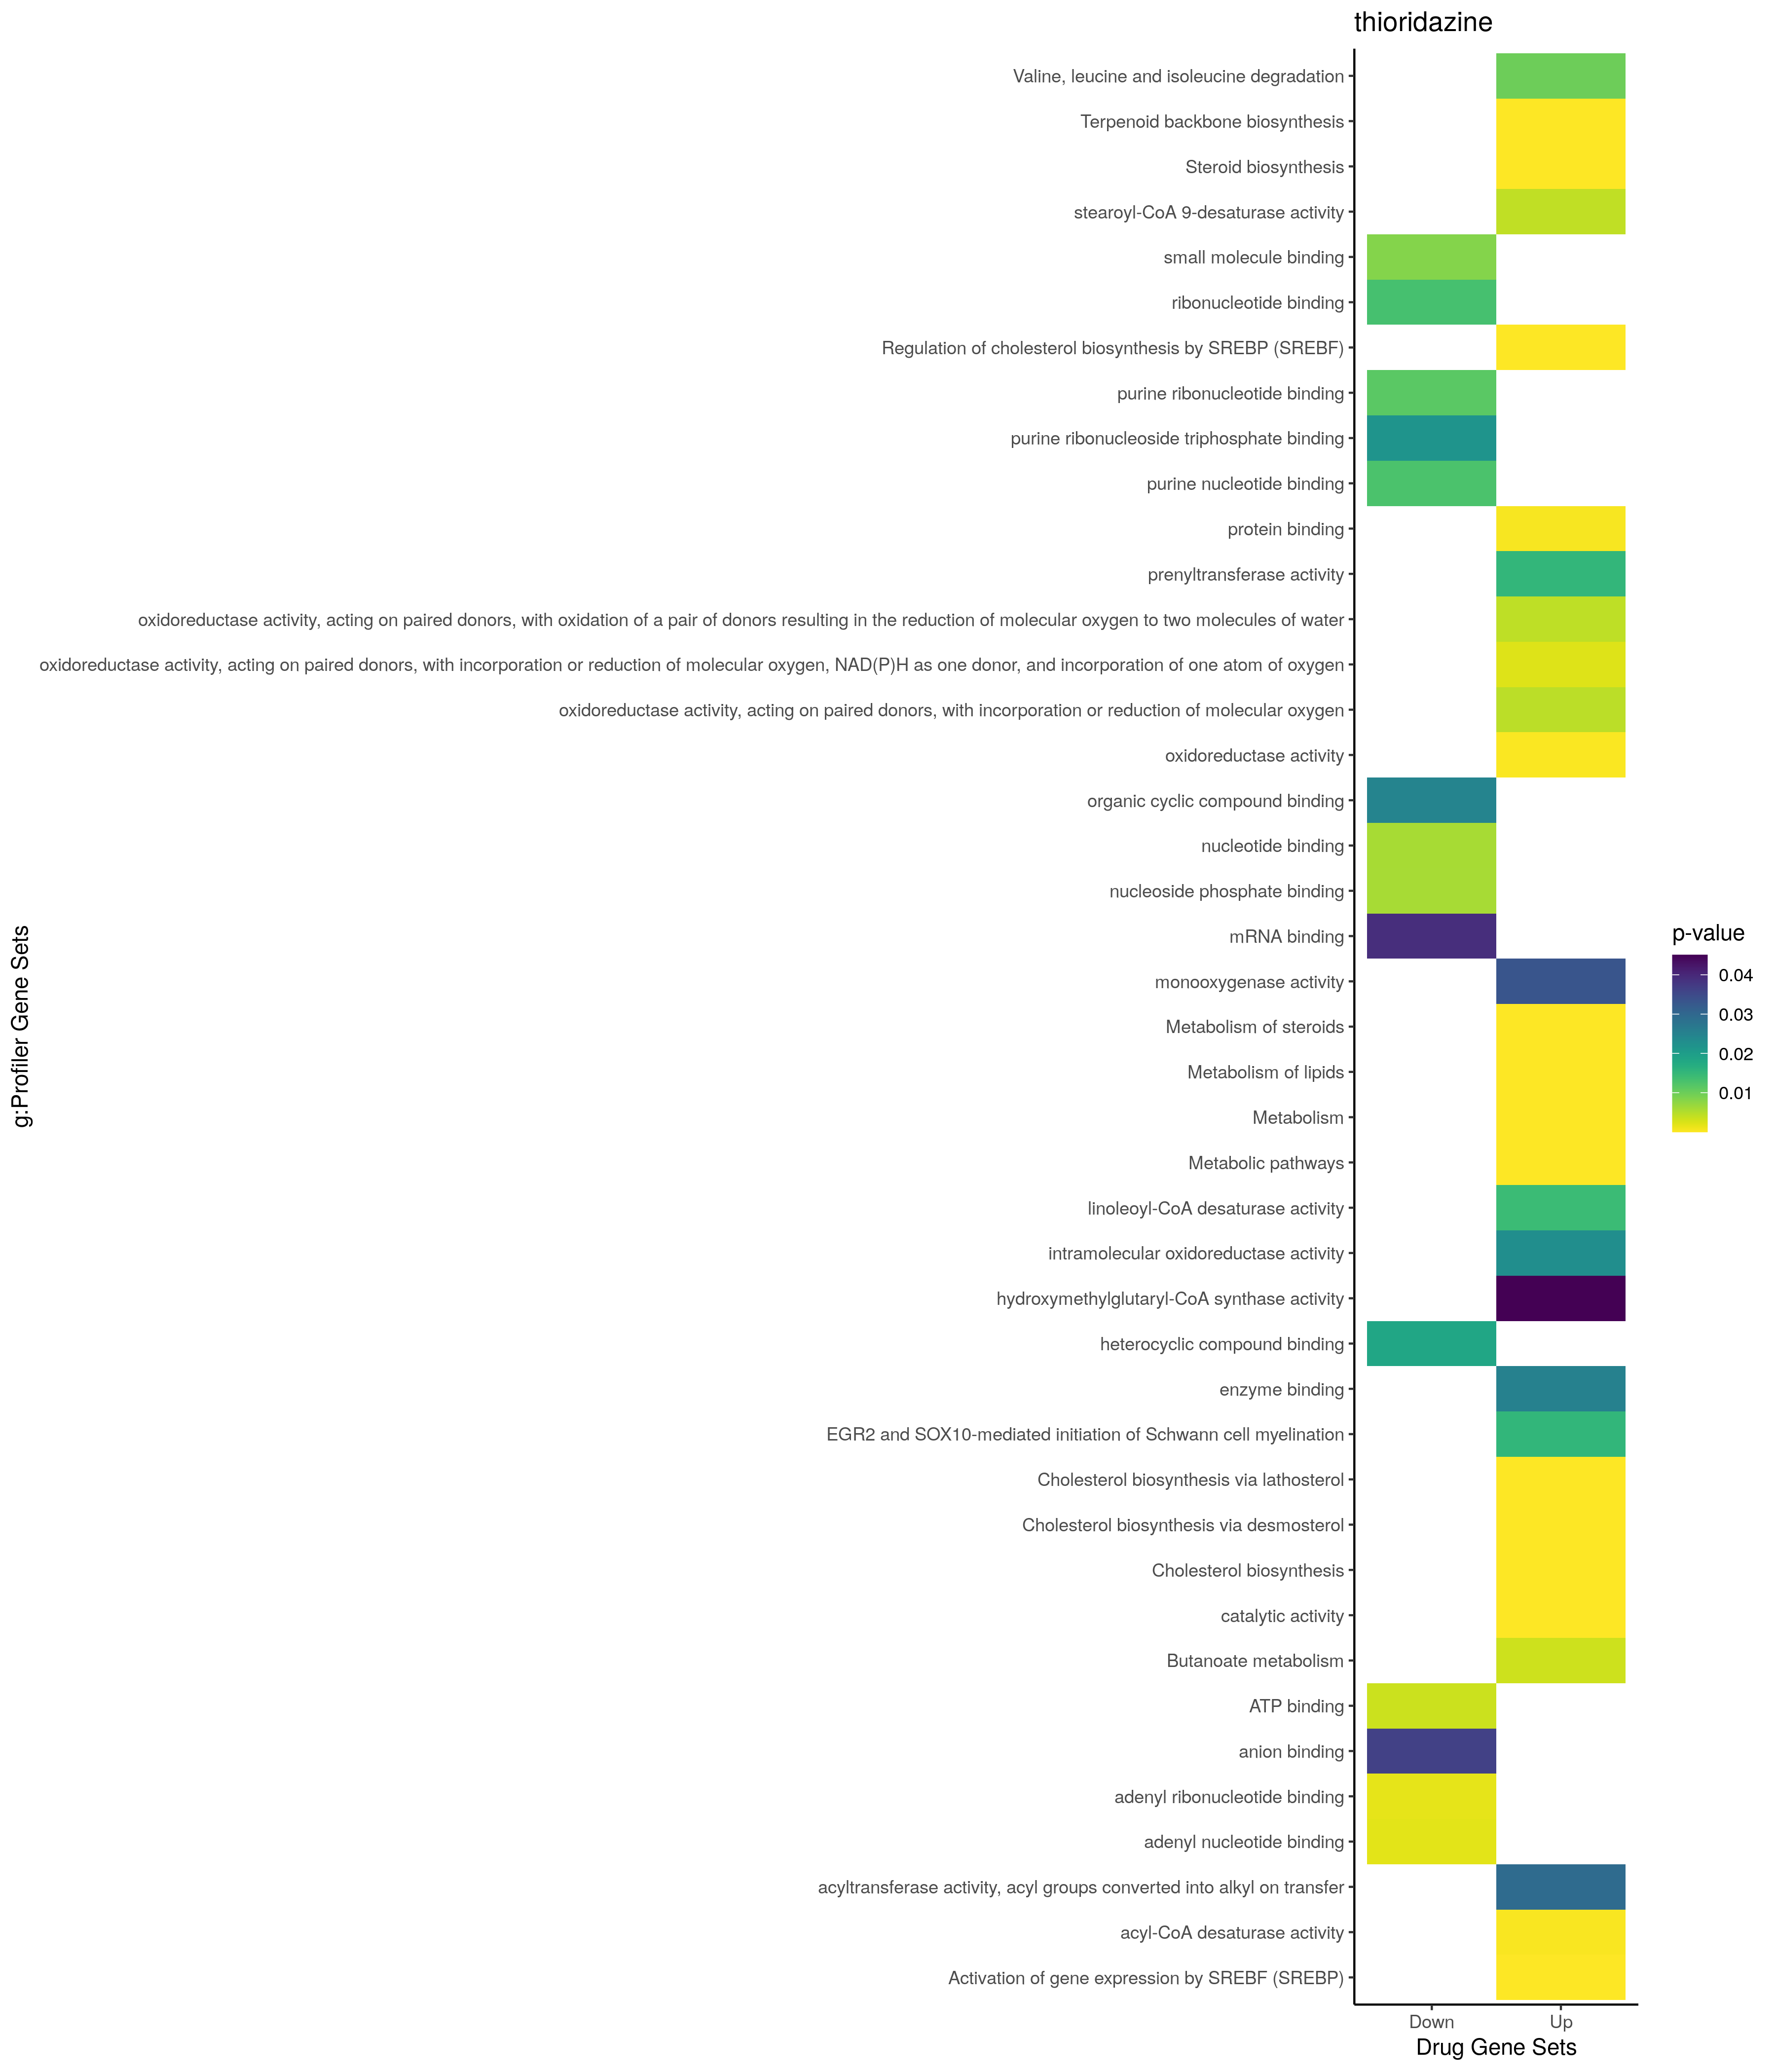 thioridazine
Valine, leucine and isoleucine degradation
Terpenoid backbone biosynthesis
Steroid biosynthesis
stearoyl-CoA 9-desaturase activity
small molecule binding
ribonucleotide binding
Regulation of cholesterol biosynthesis by SREBP (SREBF)
purine ribonucleotide binding
purine ribonucleoside triphosphate binding
purine nucleotide binding
protein binding
prenyltransferase activity
oxidoreductase activity, acting on paired donors, with oxidation of a pair of donors resulting in the reduction of molecular oxygen to two molecules of water
oxidoreductase activity, acting on paired donors, with incorporation or reduction of molecular oxygen, NAD(P)H as one donor, and incorporation of one atom of oxygen
oxidoreductase activity, acting on paired donors, with incorporation or reduction of molecular oxygen
oxidoreductase activity
organic cyclic compound binding
nucleotide binding
nucleoside phosphate binding
mRNA binding
monooxygenase activity
Metabolism of steroids
Metabolism of lipids
Metabolism
Metabolic pathways
linoleoyl-CoA desaturase activity
intramolecular oxidoreductase activity
hydroxymethylglutaryl-CoA synthase activity
heterocyclic compound binding
enzyme binding
EGR2 and SOX10-mediated initiation of Schwann cell myelination
Cholesterol biosynthesis via lathosterol
Cholesterol biosynthesis via desmosterol
Cholesterol biosynthesis
catalytic activity
Butanoate metabolism
ATP binding
anion binding
adenyl ribonucleotide binding
adenyl nucleotide binding
acyltransferase activity, acyl groups converted into alkyl on transfer
acyl-CoA desaturase activity
Activation of gene expression by SREBF (SREBP)
g:Profiler Gene Sets
Down
Up
Drug Gene Sets
p-value
0.04
0.03
0.02
0.01